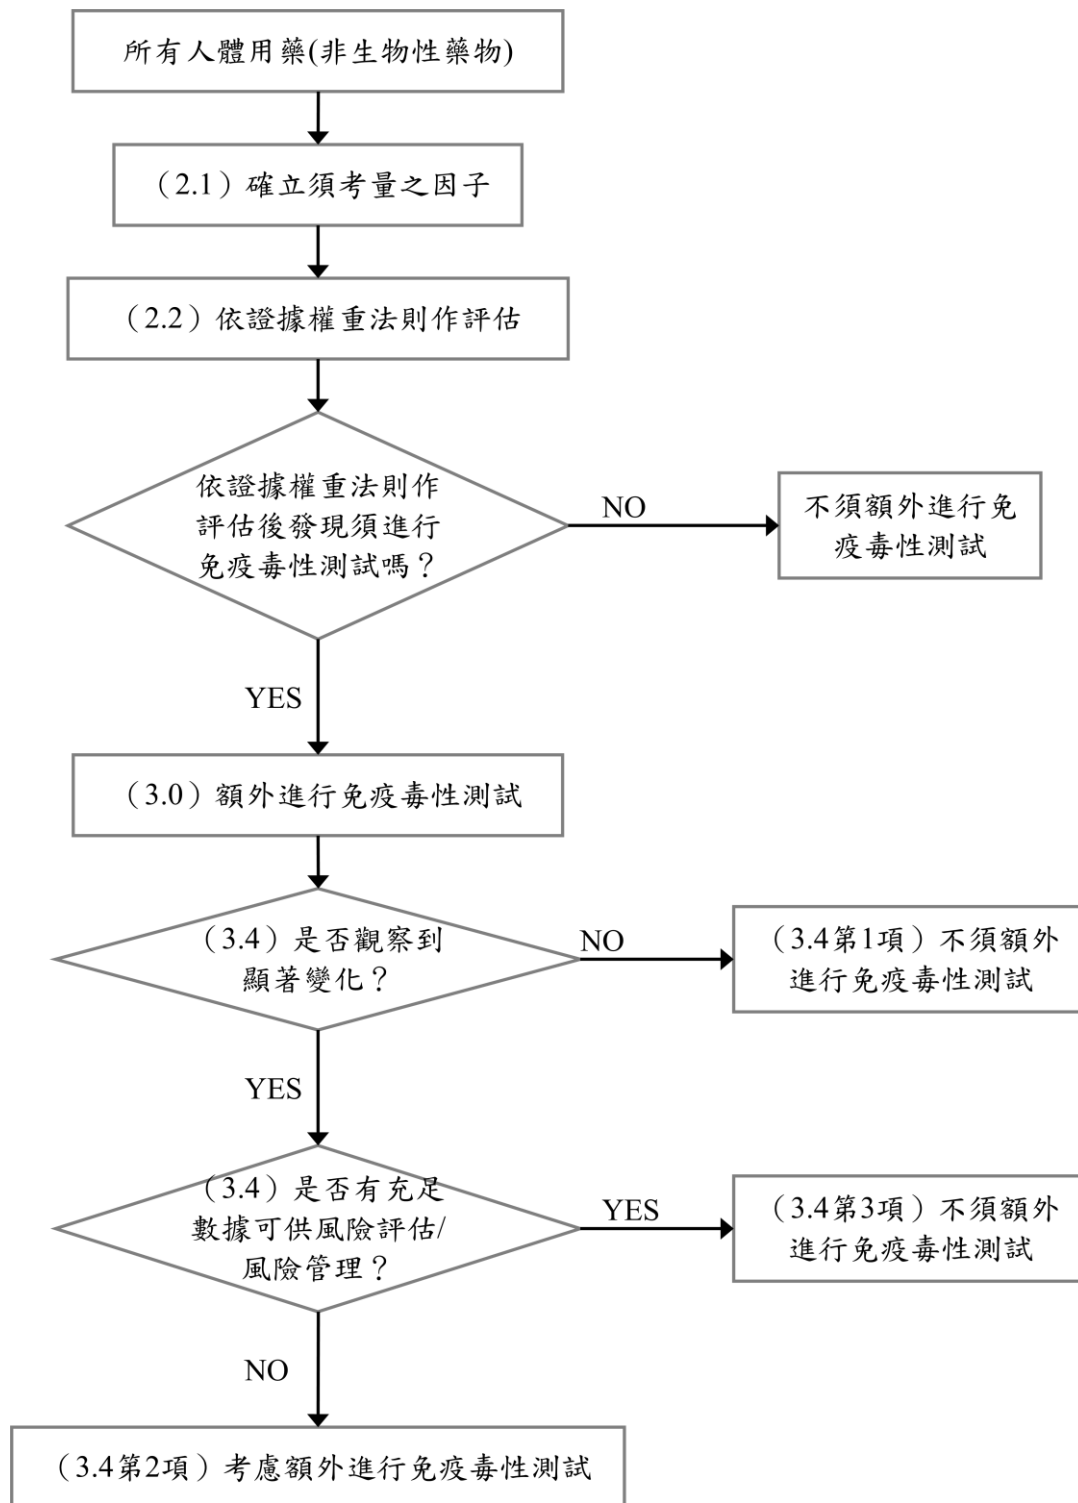 所有人體用藥(非生物性藥物)
（2.1）確立須考量之因子
（2.2）依證據權重法則作評估
依證據權重法則作
評估後發現須進行
免疫毒性測試嗎？
NO
不須額外進行免
疫毒性測試
YES
（3.0）額外進行免疫毒性測試
（3.4）是否觀察到
顯著變化？
NO
（3.4第1項）不須額外
進行免疫毒性測試
YES
（3.4）是否有充足
數據可供風險評估/
風險管理？
YES
（3.4第3項）不須額外
進行免疫毒性測試
NO
（3.4第2項）考慮額外進行免疫毒性測試